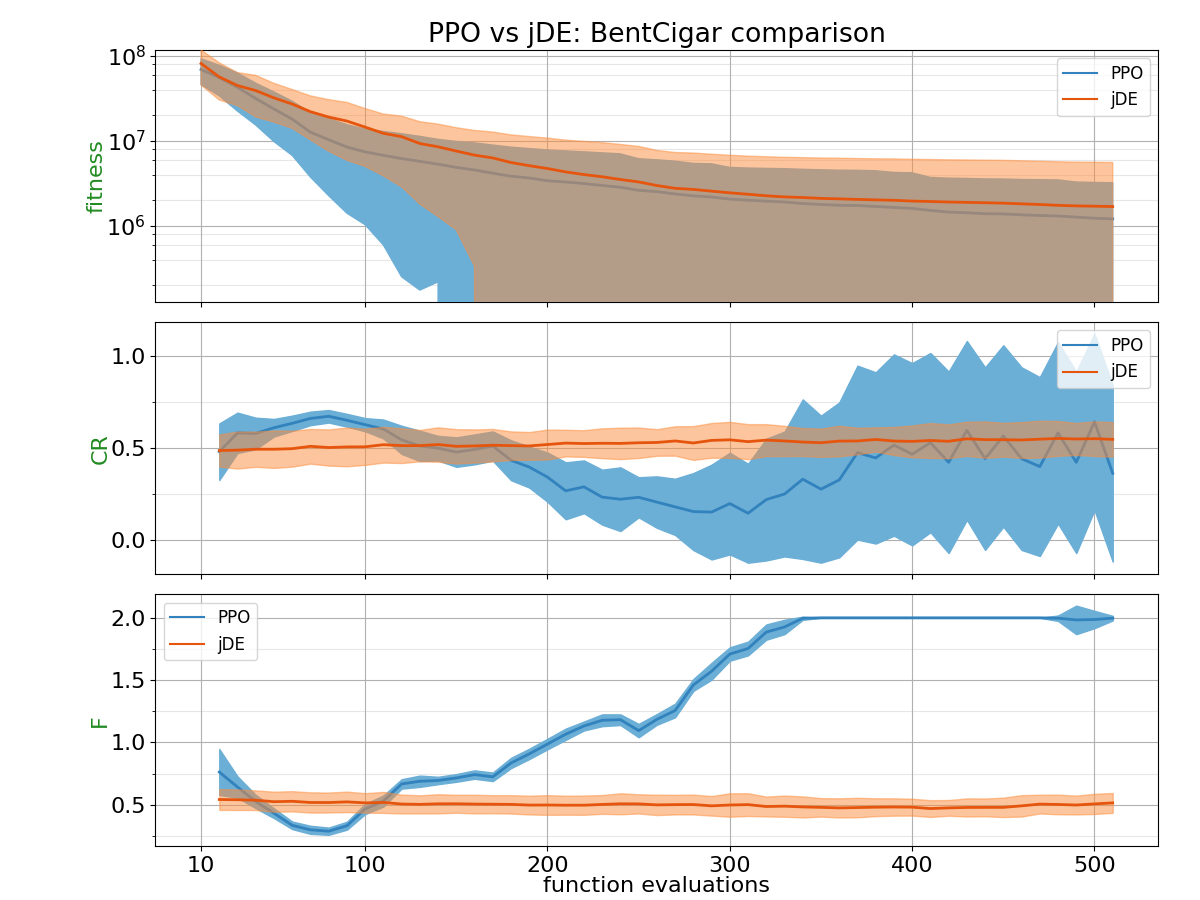 PPO vs jDE: BentCigar comparison
10^8
10^7
10^6
fitness
PPO
jDE
1.0
0.5
0.0
CR
PPO
jDE
2.0
1.5
1.0
0.5
F
PPO
jDE
10 100 200 300 400 500
function evaluations